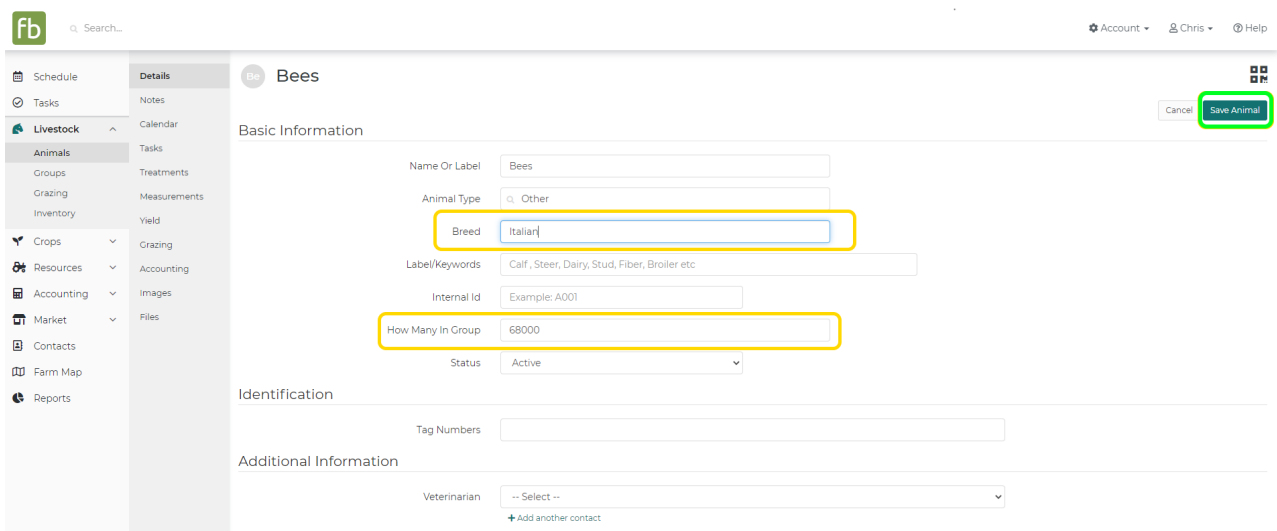 fb
Search...
Account
Chris
Help
Schedule
Tasks
Livestock
Animals
Groups
Grazing
Inventory
Crops
Resources
Accounting
Market
Contacts
Farm Map
Reports
Details
Notes
Calendar
Tasks
Treatments
Measurements
Yield
Grazing
Accounting
Images
Files
Be Bees
Cancel Save Animal
Basic Information
Name Or Label Bees
Animal Type Other
Breed Italian
Label/Keywords Calf , Steer, Dairy, Stud, Fiber, Broiler etc
Internal Id Example: A001
How Many In Group 68000
Status Active
Identification
Tag Numbers
Additional Information
Veterinarian -- Select --
+ Add another contact